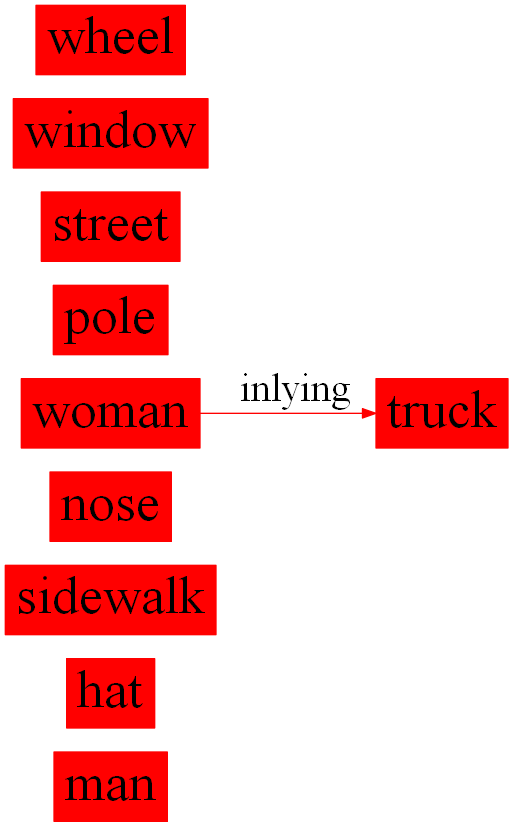 wheel
window
street
pole
woman
inlying
truck
nose
sidewalk
hat
man